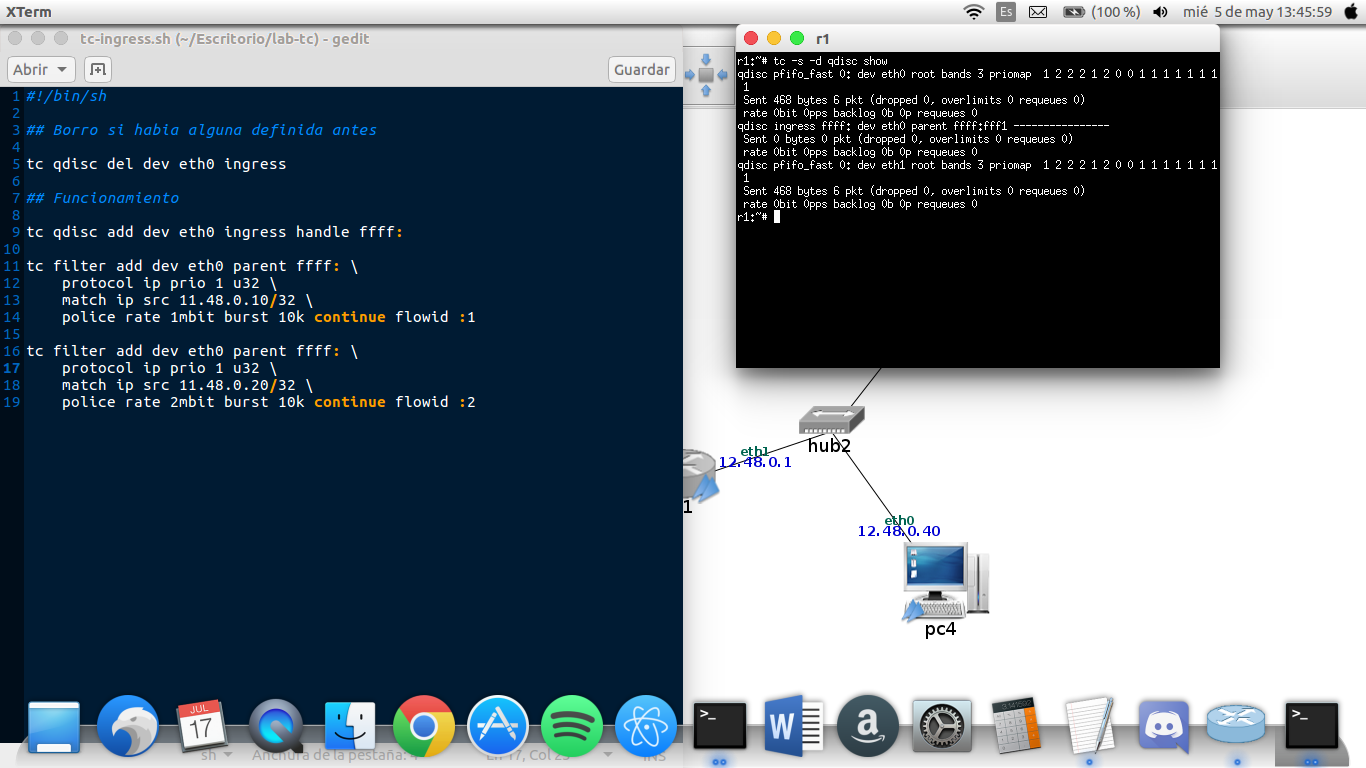 XTerm
Es
(100 %)
mié 5 de may 13:45:59
tc-ingress.sh (~/Escritorio/lab-tc) - gedit
Abrir
Guardar
1 #!/bin/sh
2
3 ## Borro si habia alguna definida antes
4
5 tc qdisc del dev eth0 ingress
6
7 ## Funcionamiento
8
9 tc qdisc add dev eth0 ingress handle ffff:
10
11 tc filter add dev eth0 parent ffff: \
12 protocol ip prio 1 u32 \
13 match ip src 11.48.0.10/32 \
14 police rate 1mbit burst 10k continue flowid :1
15
16 tc filter add dev eth0 parent ffff: \
17 protocol ip prio 1 u32 \
18 match ip src 11.48.0.20/32 \
19 police rate 2mbit burst 10k continue flowid :2
r1
r1:~# tc -s -d qdisc show
qdisc pfifo_fast 0: dev eth0 root bands 3 priomap 1 2 2 2 1 2 0 0 1 1 1 1 1 1 1
1
Sent 468 bytes 6 pkt (dropped 0, overlimits 0 requeues 0)
rate 0bit 0pps backlog 0b 0p requeues 0
qdisc ingress ffff: dev eth0 parent ffff:fff1 ----------------
Sent 0 bytes 0 pkt (dropped 0, overlimits 0 requeues 0)
rate 0bit 0pps backlog 0b 0p requeues 0
qdisc pfifo_fast 0: dev eth1 root bands 3 priomap 1 2 2 2 1 2 0 0 1 1 1 1 1 1 1
1
Sent 468 bytes 6 pkt (dropped 0, overlimits 0 requeues 0)
rate 0bit 0pps backlog 0b 0p requeues 0
r1:~#
hub2
eth1
12.48.0.1
1
eth0
12.48.0.40
pc4
JUL
17
>_
W
a
>_
sh
Anchura de la pestaña:
INS